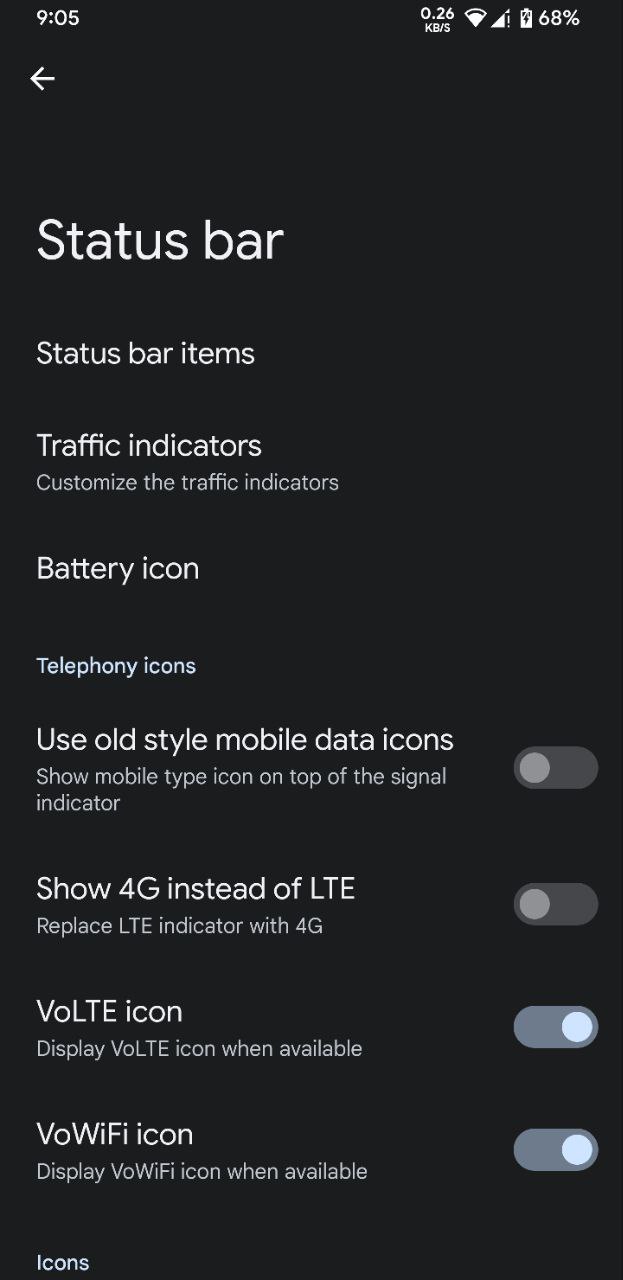 9:05
0.26
KB/S
68%
Status bar
Status bar items
Traffic indicators
Customize the traffic indicators
Battery icon
Telephony icons
Use old style mobile data icons
Show mobile type icon on top of the signal
indicator
Show 4G instead of LTE
Replace LTE indicator with 4G
VoLTE icon
Display VoLTE icon when available
VoWiFi icon
Display VoWiFi icon when available
Icons